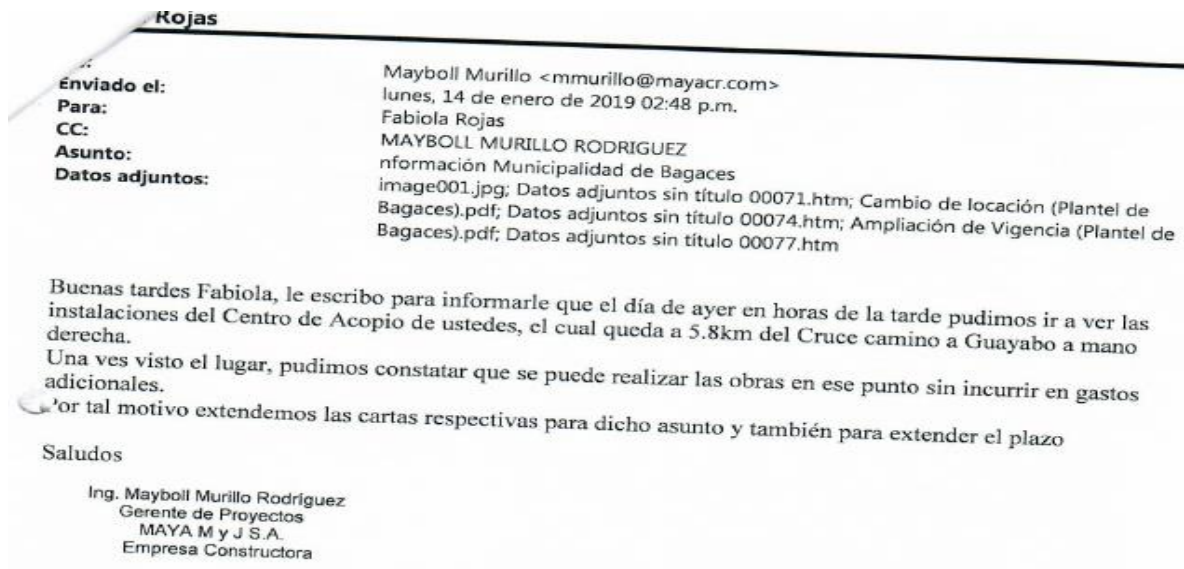 Rojas
Enviado el:
Para:
CC:
Asunto:
Datos adjuntos:
Mayboll Murillo <mmurillo@mayacr.com>
lunes, 14 de enero de 2019 02:48 p.m.
Fabiola Rojas
MAYBOLL MURILLO RODRIGUEZ
nformación Municipalidad de Bagaces
image001.jpg; Datos adjuntos sin título 00071.htm; Cambio de locación (Plantel de
Bagaces).pdf; Datos adjuntos sin título 00074.htm; Ampliación de Vigencia (Plantel de
Bagaces).pdf; Datos adjuntos sin título 00077.htm
Buenas tardes Fabiola, le escribo para informarle que el día de ayer en horas de la tarde pudimos ir a ver las
instalaciones del Centro de Acopio de ustedes, el cual queda a 5.8km del Cruce camino a Guayabo a mano
derecha.
Una ves visto el lugar, pudimos constatar que se puede realizar las obras en ese punto sin incurrir en gastos
adicionales.
Por tal motivo extendemos las cartas respectivas para dicho asunto y también para extender el plazo
Saludos
Ing. Mayboll Murillo Rodríguez
Gerente de Proyectos
MAYA M y J S.A.
Empresa Constructora